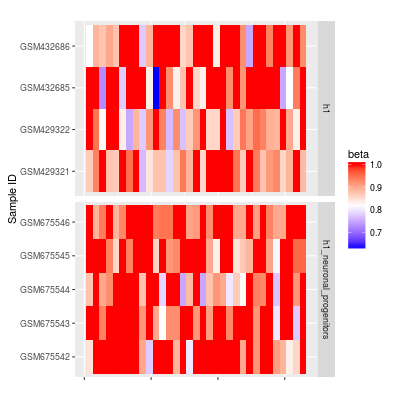 GSM432686
GSM432685
GSM429322
GSM429321
h1
GSM675546
GSM675545
GSM675544
GSM675543
GSM675542
h1_neuronal_progenitors
Sample ID
beta
1.0
0.9
0.8
0.7